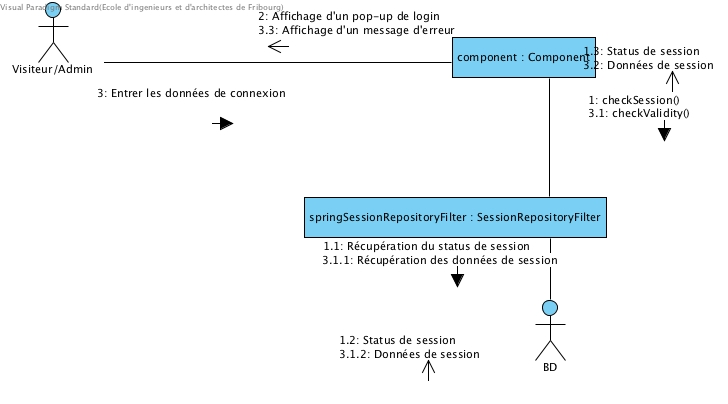 Visual Paradigm Standard(Ecole d'ingenieurs et d'architectes de Fribourg)
2: Affichage d'un pop-up de login
3.3: Affichage d'un message d'erreur
Visiteur/Admin
component : Component
1.3: Status de session
3.2: Données de session
3: Entrer les données de connexion
1: checkSession()
3.1: checkValidity()
springSessionRepositoryFilter : SessionRepositoryFilter
1.1: Récupération du status de session
3.1.1: Récupération des données de session
1.2: Status de session
3.1.2: Données de session
BD